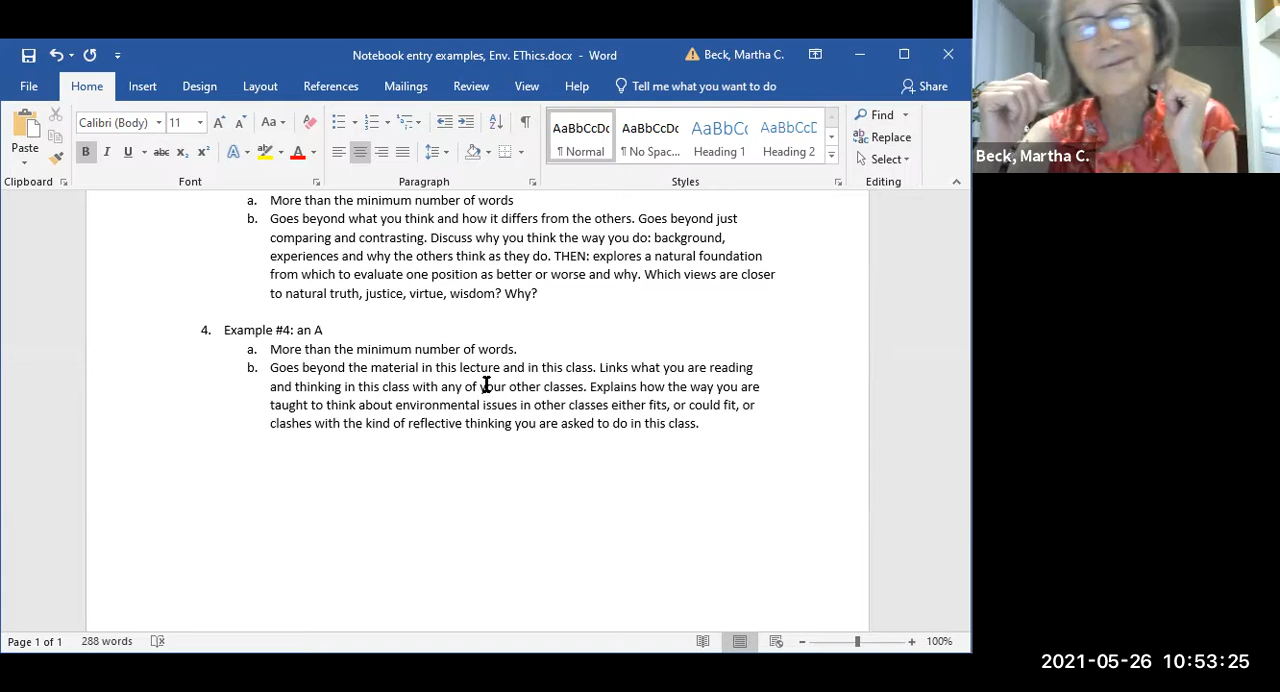 Notebook entry examples, Env. EThics.docx - Word
Beck, Martha C.
File Home Insert Design Layout References Mailings Review View Help Tell me what you want to do Share
Paste
Calibri (Body) 11 Aa
AaBbCcDc AaBbCcDc AaBbCc AaBbCcD
¶ Normal ¶ No Spac... Heading 1 Heading 2
Find
Replace
Select
Clipboard Font Paragraph Styles Editing
a. More than the minimum number of words
b. Goes beyond what you think and how it differs from the others. Goes beyond just
comparing and contrasting. Discuss why you think the way you do: background,
experiences and why the others think as they do. THEN: explores a natural foundation
from which to evaluate one position as better or worse and why. Which views are closer
to natural truth, justice, virtue, wisdom? Why?
4. Example #4: an A
a. More than the minimum number of words.
b. Goes beyond the material in this lecture and in this class. Links what you are reading
and thinking in this class with any of your other classes. Explains how the way you are
taught to think about environmental issues in other classes either fits, or could fit, or
clashes with the kind of reflective thinking you are asked to do in this class.
Page 1 of 1 288 words 100%
Beck, Martha C.
2021-05-26 10:53:25